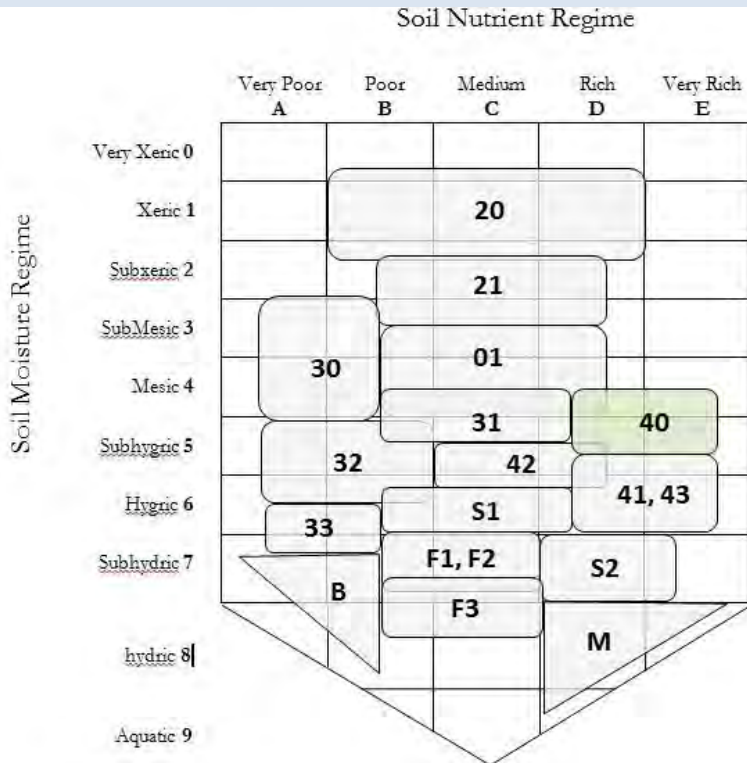 Soil Nutrient Regime
Very Poor Poor Medium Rich Very Rich
A B C D E
Soil Moisture Regime
Very Xeric 0
Xeric 1
20
Subxeric 2
21
SubMesic 3
01
30
Mesic 4
31
40
Subhygric 5
32
42
Hygric 6
S1
41, 43
33
Subhydric 7
F1, F2
S2
B
F3
hydric 8
M
Aquatic 9